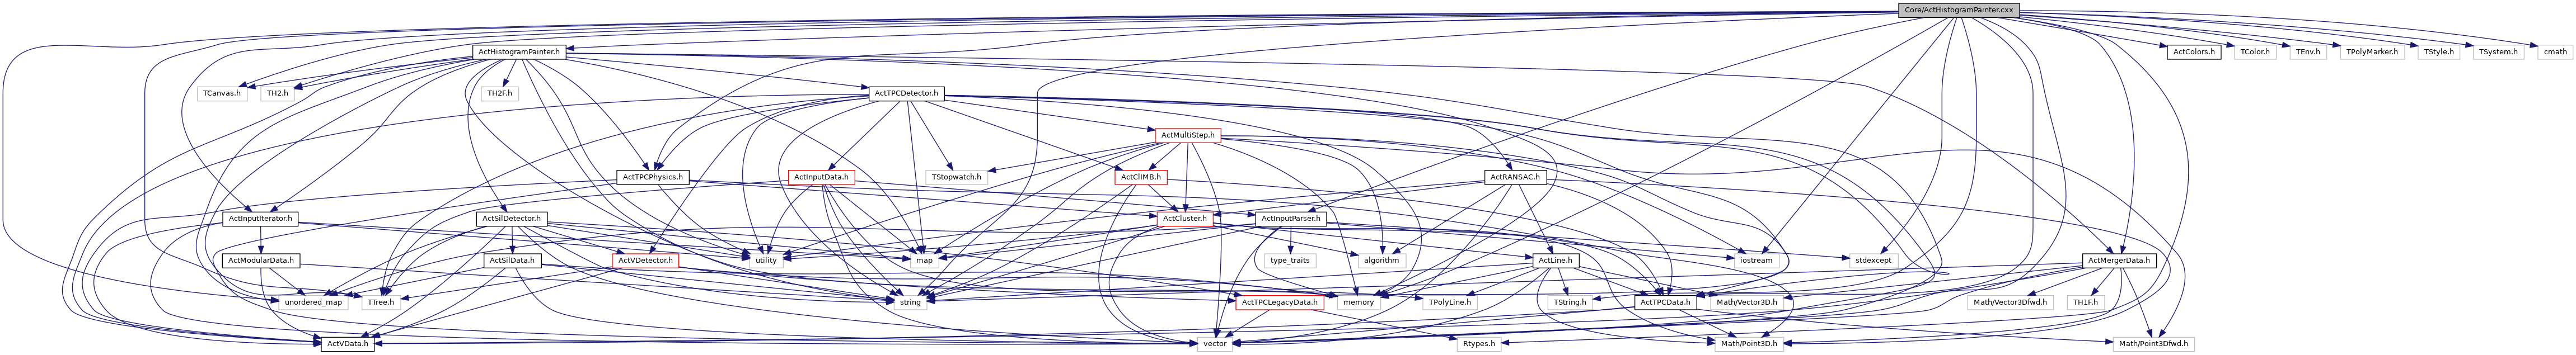 Core/ActHistogramPainter.cxx
ActHistogramPainter.h
ActColors.h
TColor.h
TEnv.h
TPolyMarker.h
TStyle.h
TSystem.h
cmath
TCanvas.h
TH2.h
TH2F.h
ActTPCDetector.h
ActMultiStep.h
ActTPCPhysics.h
ActInputData.h
TStopwatch.h
ActClIMB.h
ActRANSAC.h
ActInputIterator.h
ActSilDetector.h
ActCluster.h
ActInputParser.h
ActModularData.h
ActSilData.h
ActVDetector.h
utility
map
type_traits
algorithm
ActLine.h
iostream
stdexcept
ActMergerData.h
unordered_map
TTree.h
string
ActTPCLegacyData.h
memory
TPolyLine.h
TString.h
ActTPCData.h
Math/Vector3D.h
Math/Vector3Dfwd.h
TH1F.h
ActVData.h
vector
Rtypes.h
Math/Point3D.h
Math/Point3Dfwd.h